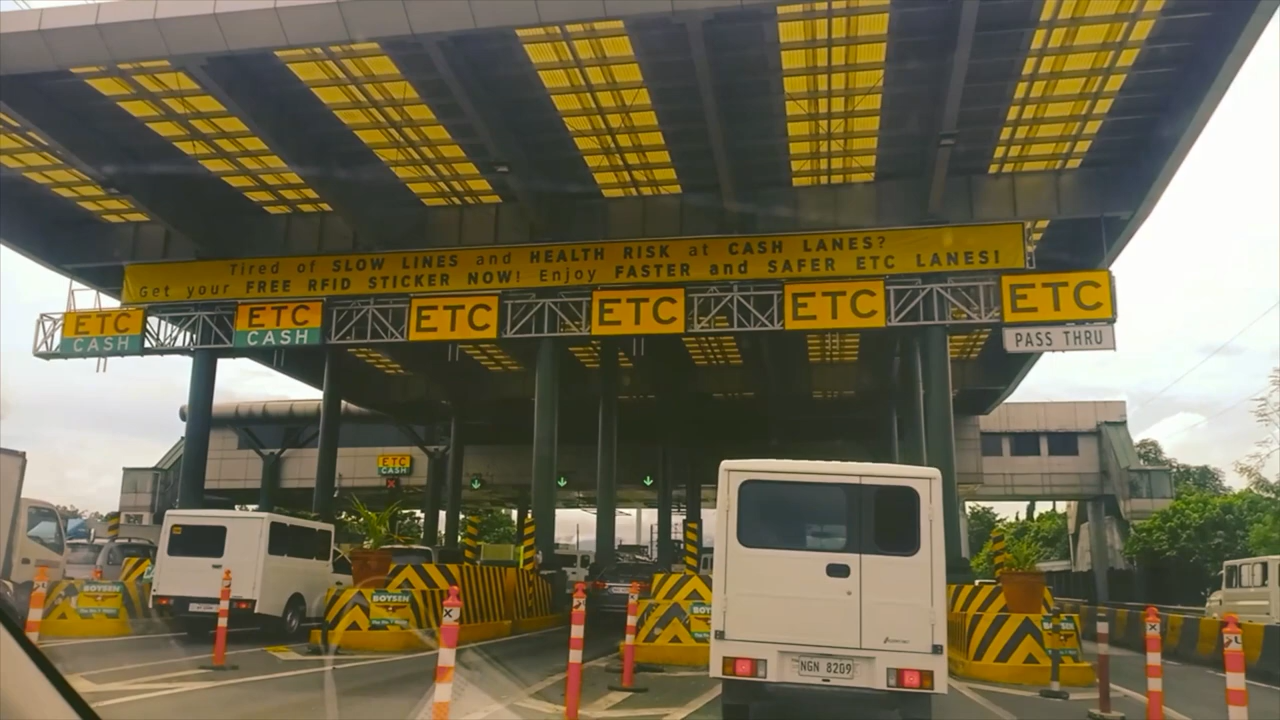 Tired of SLOW LINES and HEALTH RISK at CASH LANES?
Get your FREE RFID STICKER NOW! Enjoy FASTER and SAFER ETC LANES!
ETC
CASH
ETC
CASH
ETC
ETC
ETC
ETC
PASS THRU
ETC
CASH
BOYSEN
BOYSEN
NGN 8209